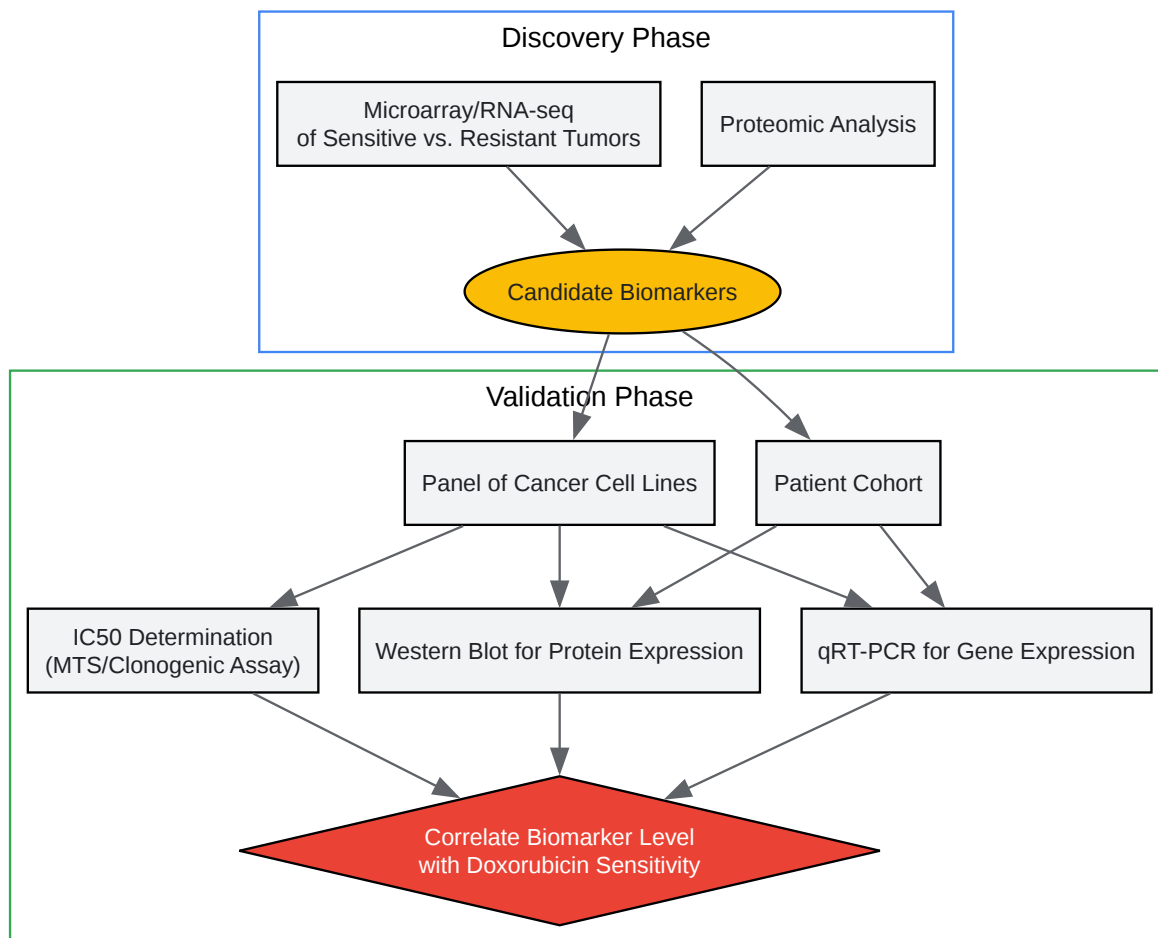 Discovery Phase
Microarray/RNA-seq
of Sensitive vs. Resistant Tumors
Proteomic Analysis
Candidate Biomarkers
Validation Phase
Panel of Cancer Cell Lines
Patient Cohort
IC50 Determination
(MTS/Clonogenic Assay)
Western Blot for Protein Expression
qRT-PCR for Gene Expression
Correlate Biomarker Level
with Doxorubicin Sensitivity